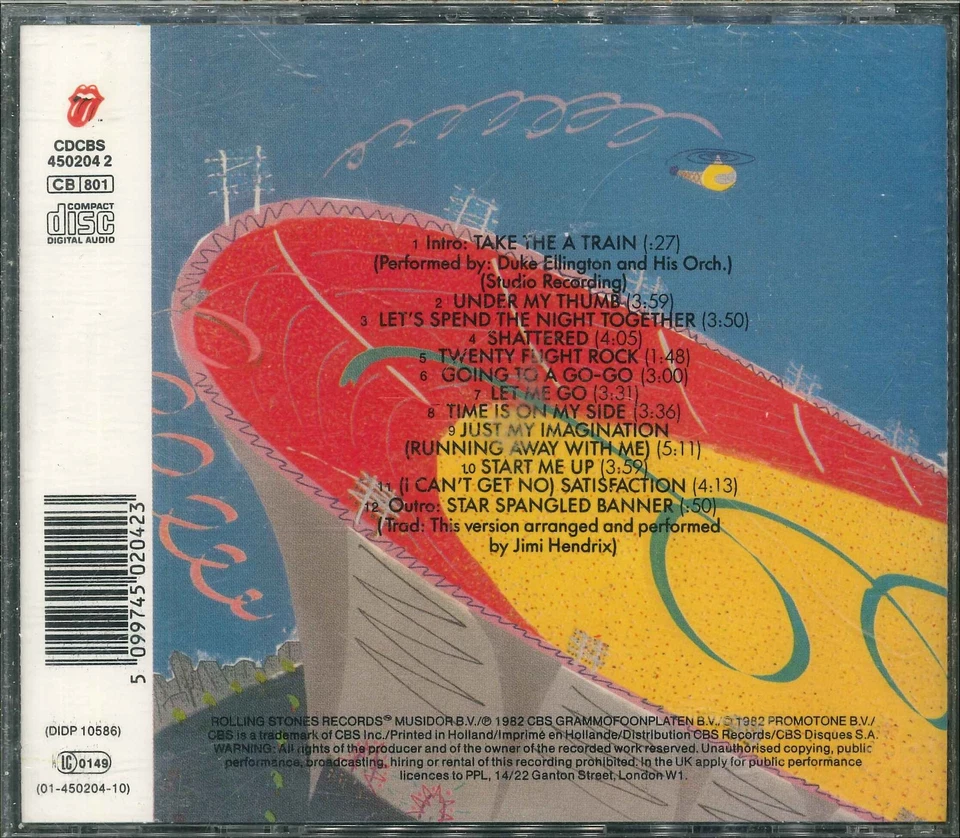 CDCBS
450204 2
CB 801
COMPACT
disc
DIGITAL AUDIO
1 Intro: TAKE THE A TRAIN (:27)
(Performed by: Duke Ellington and His Orch.)
(Studio Recording)
2 UNDER MY THUMB (3:59)
3 LET'S SPEND THE NIGHT TOGETHER (3:50)
4 SHATTERED (4:05)
5 TWENTY FLIGHT ROCK (1:48)
6 GOING TO A GO-GO (3:00)
7 LET ME GO (3:31)
8 TIME IS ON MY SIDE (3:36)
9 JUST MY IMAGINATION
(RUNNING AWAY WITH ME) (5:11)
10 START ME UP (3:59)
11 (I CAN'T GET NO) SATISFACTION (4:13)
12 Outro: STAR SPANGLED BANNER (:50)
(Trad: This version arranged and performed
by Jimi Hendrix)
5 099745 020423
(DIDP 10586)
LC 0149
(01-450204-10)
ROLLING STONES RECORDS℠ MUSIDOR B.V./℗ 1982 CBS GRAMMOFOONPLATEN B.V./© 1982 PROMOTONE B.V./
CBS is a trademark of CBS Inc./Printed in Holland/Imprimé en Hollande/Distribution CBS Records/CBS Disques S.A.
WARNING: All rights of the producer and of the owner of the recorded work reserved. Unauthorised copying, public
performance, broadcasting, hiring or rental of this recording prohibited. In the UK apply for public performance
licences to PPL, 14/22 Ganton Street, London W1.